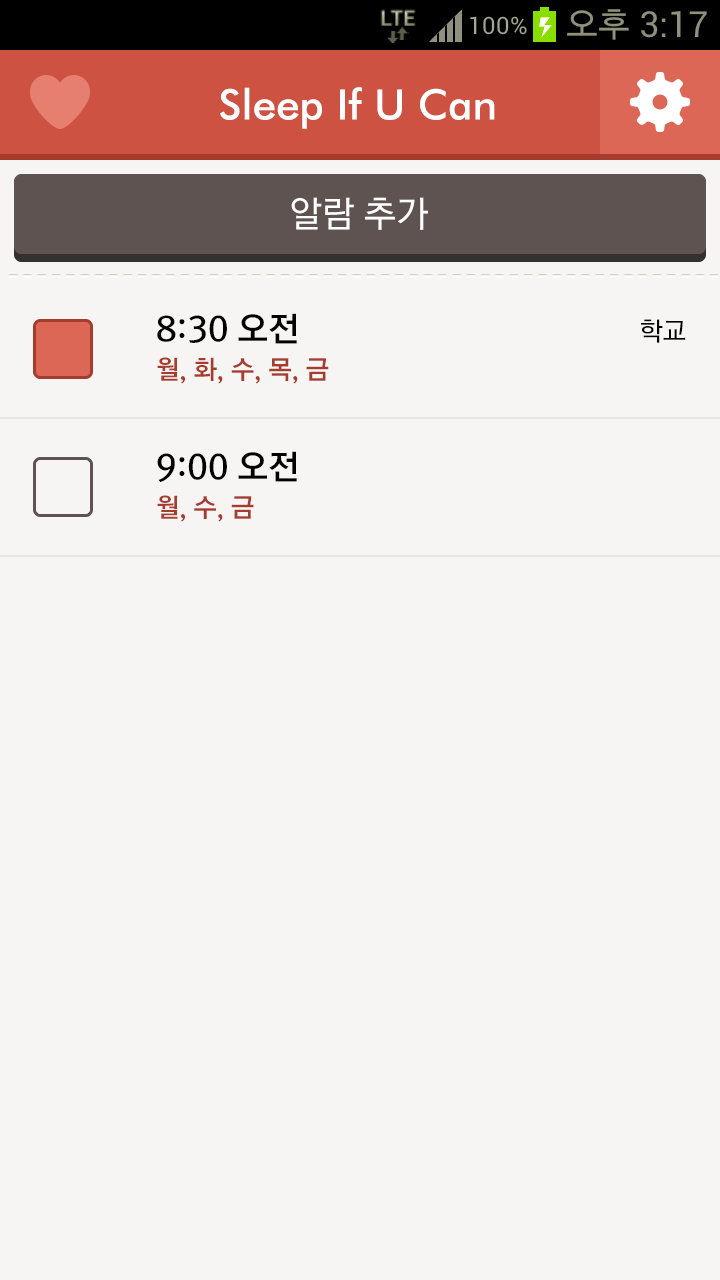 LTE 100% 오후 3:17
Sleep If U Can
알람 추가
8:30 오전 학교
월, 화, 수, 목, 금
9:00 오전
월, 수, 금